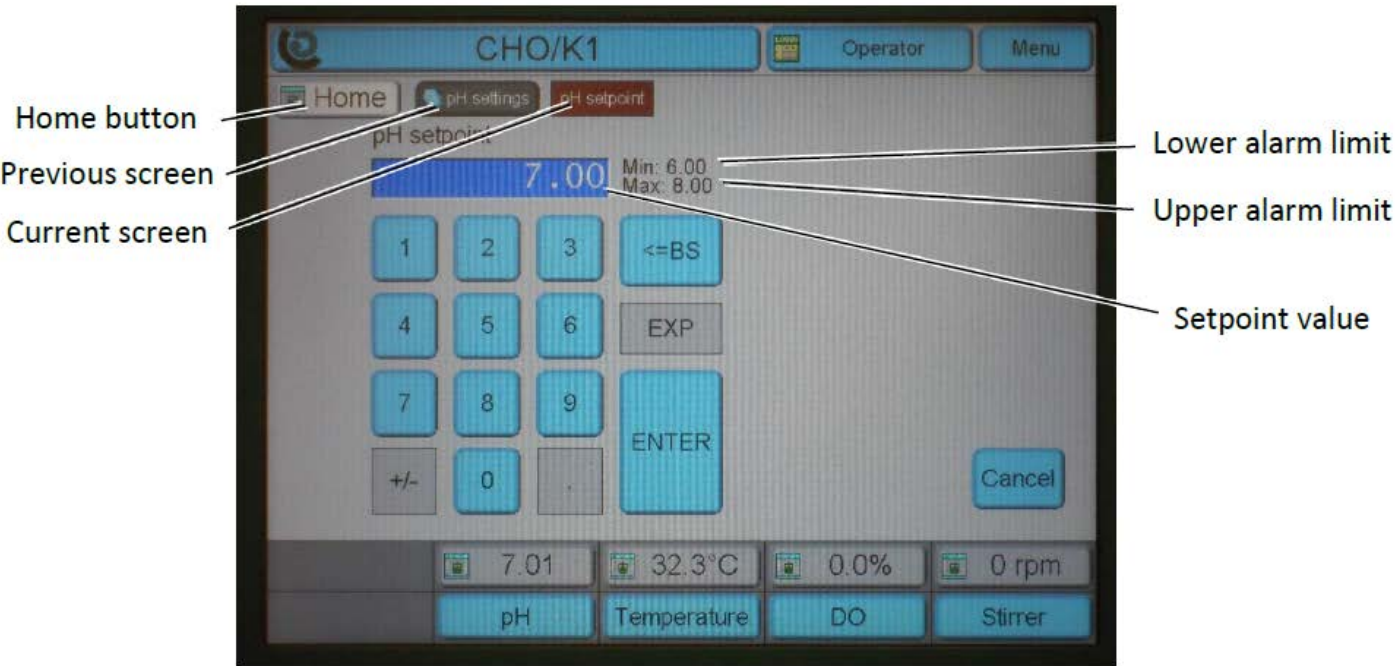 CHO/K1
Operator
Menu
Home
pH settings
pH setpoint
pH setpoint
7.00
Min: 6.00
Max: 8.00
1 2 3 <=BS
4 5 6 EXP
7 8 9
ENTER
+/- 0 .
Cancel
7.01 32.3°C 0.0% 0 rpm
pH Temperature DO Stirrer
Home button
Previous screen
Current screen
Lower alarm limit
Upper alarm limit
Setpoint value